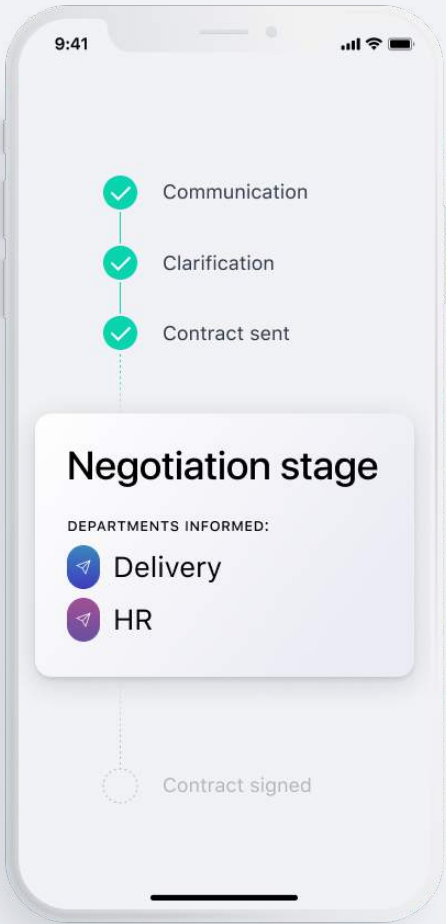 9:41
Communication
Clarification
Contract sent
Negotiation stage
DEPARTMENTS INFORMED:
Delivery
HR
Contract signed